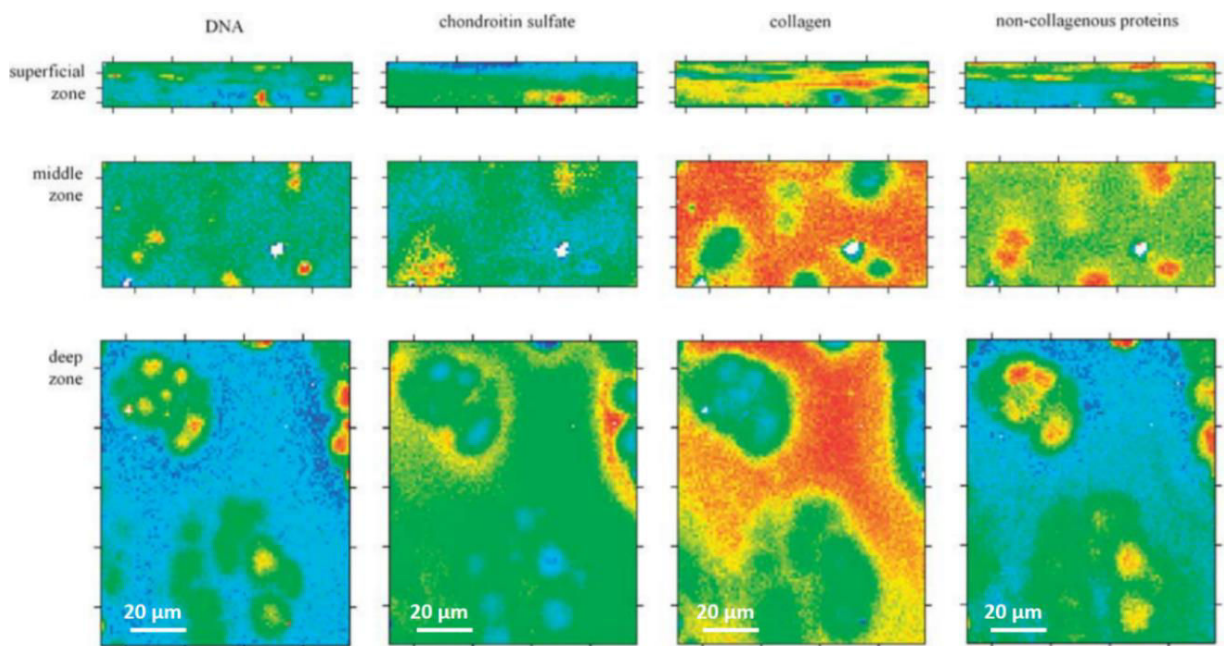 DNA
chondroitin sulfate
collagen
non-collagenous proteins
superficial
zone
middle
zone
deep
zone
20 µm
20 µm
20 µm
20 µm